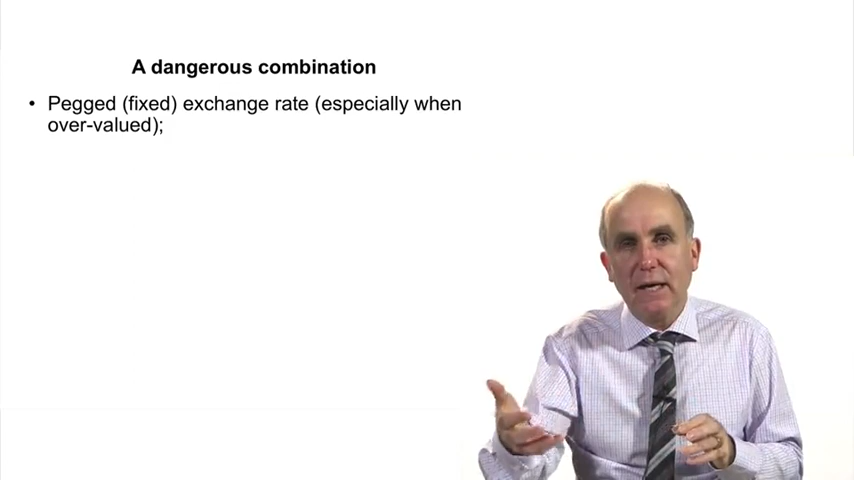 A dangerous combination
• Pegged (fixed) exchange rate (especially when
over-valued);